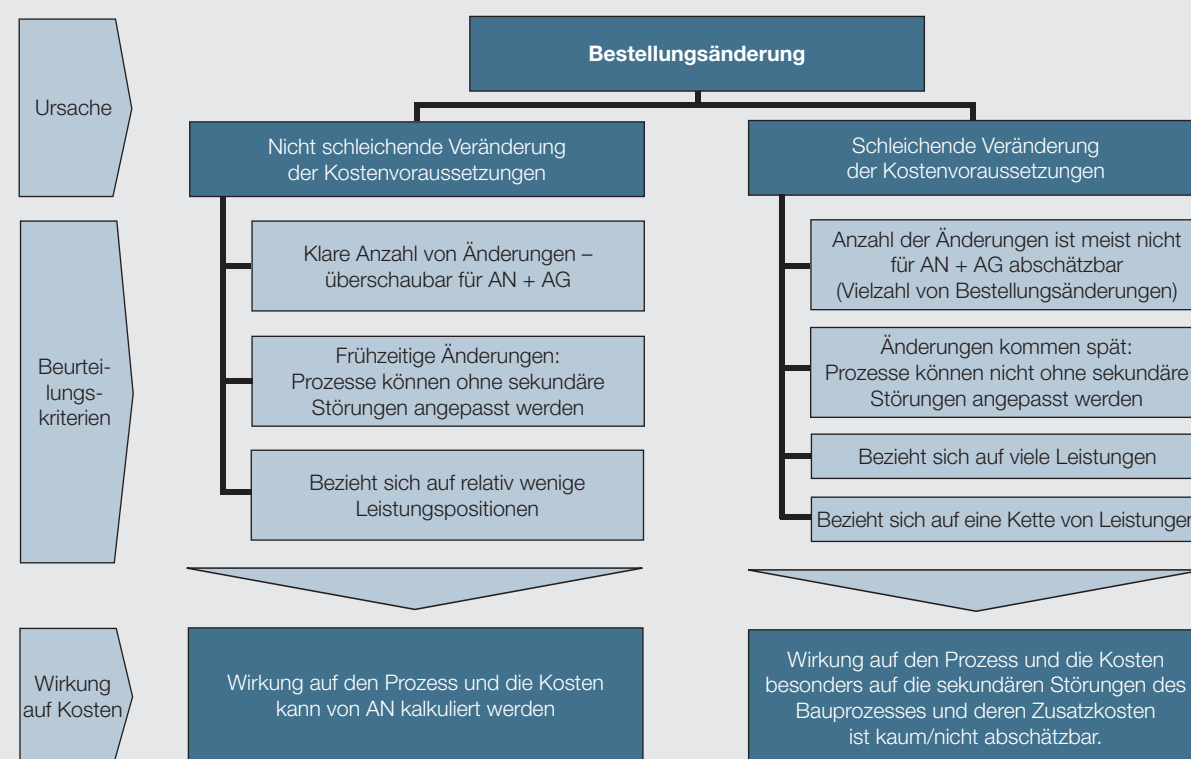 Bestellungsänderung
Ursache
Nicht schleichende Veränderung
der Kostenvoraussetzungen
Schleichende Veränderung
der Kostenvoraussetzungen
Beurtei-
lungs-
kriterien
Klare Anzahl von Änderungen –
überschaubar für AN + AG
Frühzeitige Änderungen:
Prozesse können ohne sekundäre
Störungen angepasst werden
Bezieht sich auf relativ wenige
Leistungspositionen
Anzahl der Änderungen ist meist nicht
für AN + AG abschätzbar
(Vielzahl von Bestellungsänderungen)
Änderungen kommen spät:
Prozesse können nicht ohne sekundäre
Störungen angepasst werden
Bezieht sich auf viele Leistungen
Bezieht sich auf eine Kette von Leistungen
Wirkung
auf Kosten
Wirkung auf den Prozess und die Kosten
kann von AN kalkuliert werden
Wirkung auf den Prozess und die Kosten
besonders auf die sekundären Störungen des
Bauprozesses und deren Zusatzkosten
ist kaum/nicht abschätzbar.